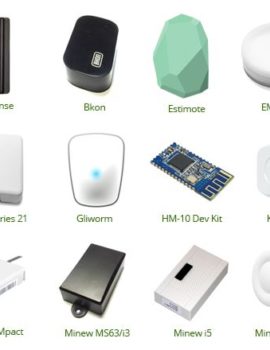 nse
Bkon
Estimote
EM
ries 21
Gliworm
HM-10 Dev Kit
K
Mpact
Minew MS63/i3
Minew i5
Min